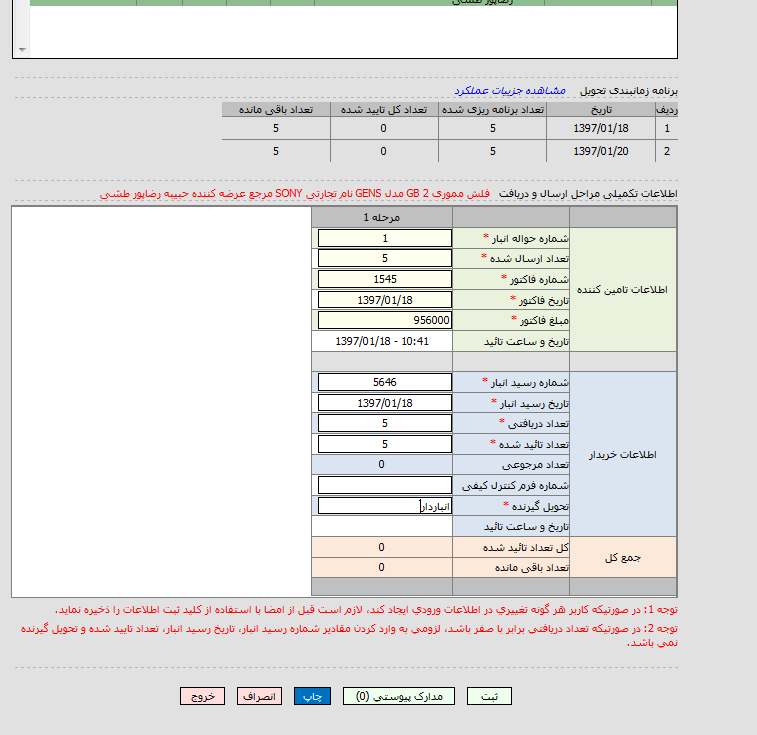 رضاپور طشی
برنامه زمانبندی تحویل مشاهده جزییات عملکرد
ردیف تاریخ تعداد برنامه ریزی شده تعداد کل تایید شده تعداد باقی مانده
1 1397/01/18 5 0 5
2 1397/01/20 5 0 5
اطلاعات تکمیلی مراحل ارسال و دریافت فلش مموری 2 GB مدل GENS نام تجارتي SONY مرجع عرضه کننده حبیبه رضاپور طشی
مرحله 1
اطلاعات تامین کننده
شماره حواله انبار * 1
تعداد ارسال شده * 5
شماره فاکتور * 1545
تاریخ فاکتور * 1397/01/18
مبلغ فاکتور * 956000
تاریخ و ساعت تائید 1397/01/18 - 10:41
اطلاعات خریدار
شماره رسید انبار * 5646
تاریخ رسید انبار * 1397/01/18
تعداد دریافتی * 5
تعداد تائید شده * 5
تعداد مرجوعی 0
شماره فرم کنترل کیفی
تحویل گیرنده * انباردار
تاریخ و ساعت تائید
جمع کل
کل تعداد تائید شده 0
تعداد باقی مانده 0
توجه 1: در صورتیکه کاربر هر گونه تغییري در اطلاعات ورودي ایجاد کند، لازم است قبل از امضا با استفاده از کلید ثبت اطلاعات را ذخیره نماید.
توجه 2: در صورتیکه تعداد دریافتي برابر با صفر باشد، لزومي به وارد کردن مقادیر شماره رسید انبار، تاریخ رسید انبار، تعداد تایید شده و تحویل گیرنده
نمي باشد.
ثبت مدارک پیوستي (0) چاپ انصراف خروج